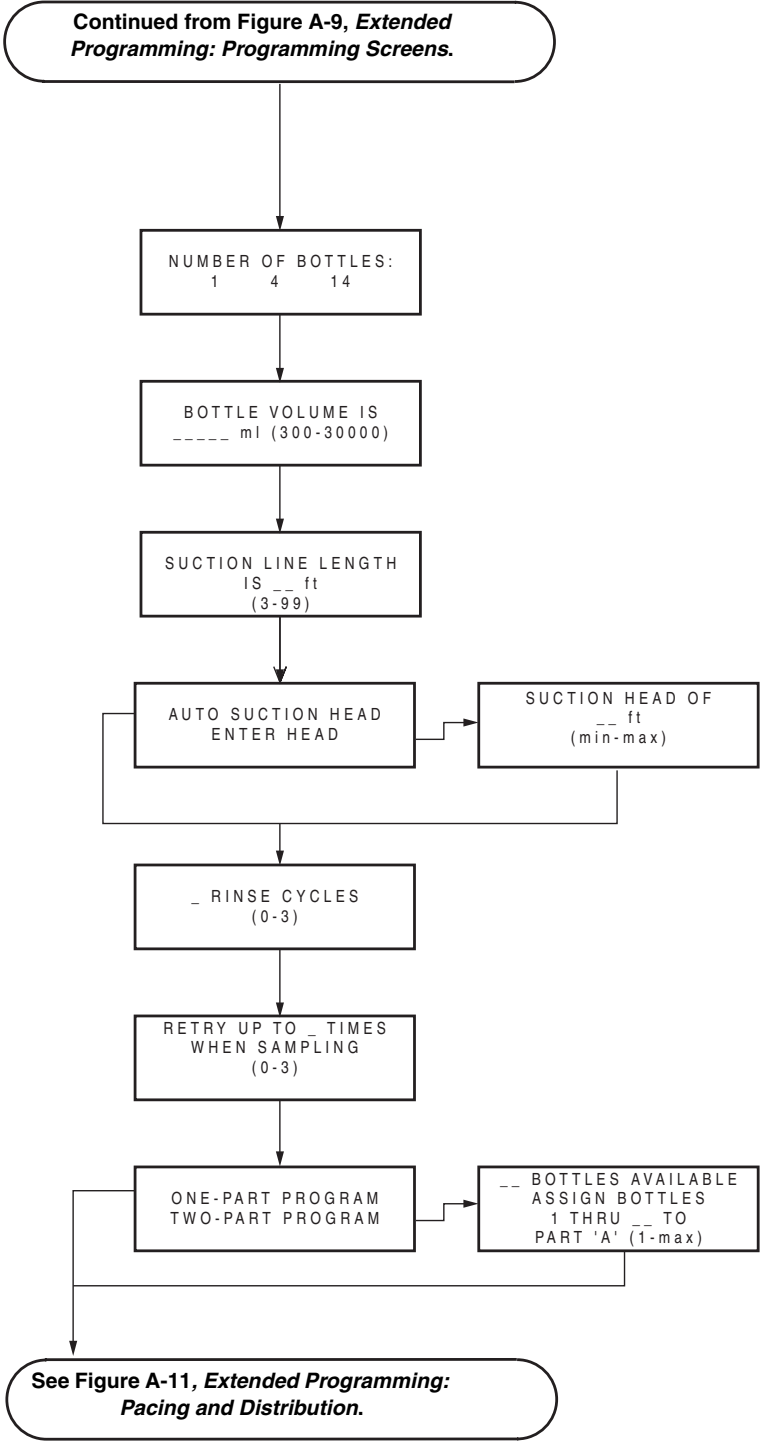 Continued from Figure A-9, Extended
Programming: Programming Screens.
NUMBER OF BOTTLES:
1 4 14
BOTTLE VOLUME IS
_____ ml (300-30000)
SUCTION LINE LENGTH
IS __ ft
(3-99)
AUTO SUCTION HEAD
ENTER HEAD
SUCTION HEAD OF
__ ft
(min-max)
_ RINSE CYCLES
(0-3)
RETRY UP TO _ TIMES
WHEN SAMPLING
(0-3)
ONE-PART PROGRAM
TWO-PART PROGRAM
__ BOTTLES AVAILABLE
ASSIGN BOTTLES
1 THRU __ TO
PART 'A' (1-max)
See Figure A-11, Extended Programming:
Pacing and Distribution.